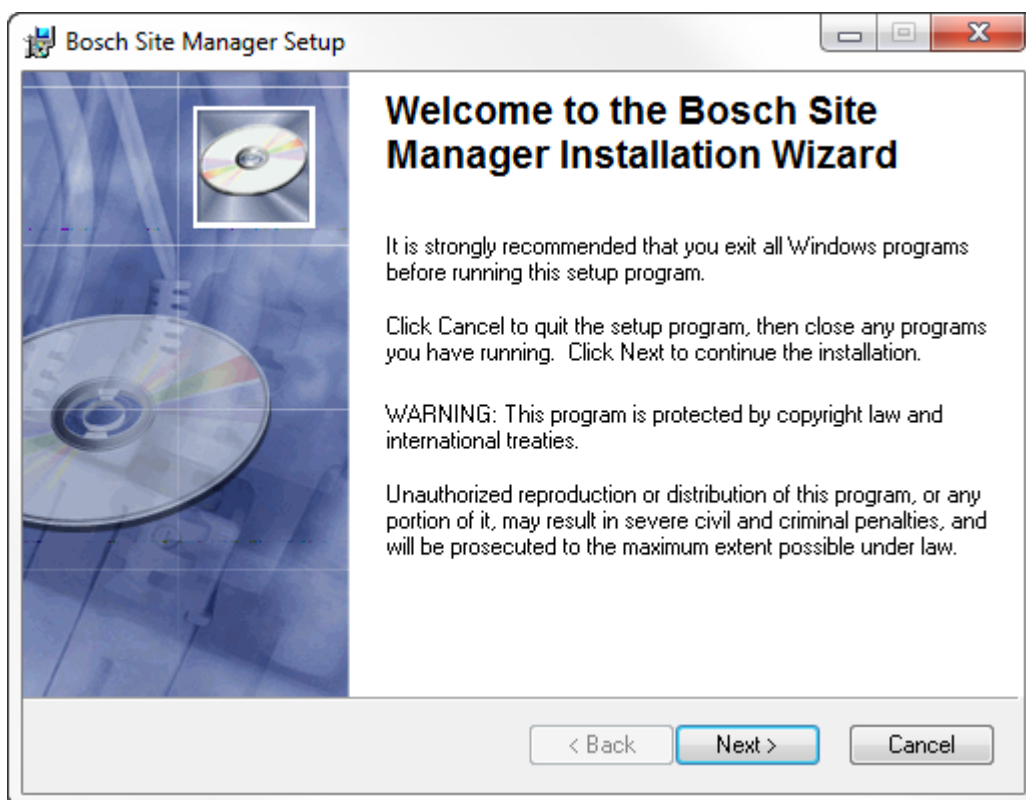 Bosch Site Manager Setup
Welcome to the Bosch Site
Manager Installation Wizard
It is strongly recommended that you exit all Windows programs
before running this setup program.
Click Cancel to quit the setup program, then close any programs
you have running.  Click Next to continue the installation.
WARNING: This program is protected by copyright law and
international treaties.
Unauthorized reproduction or distribution of this program, or any
portion of it, may result in severe civil and criminal penalties, and
will be prosecuted to the maximum extent possible under law.
< Back Next > Cancel